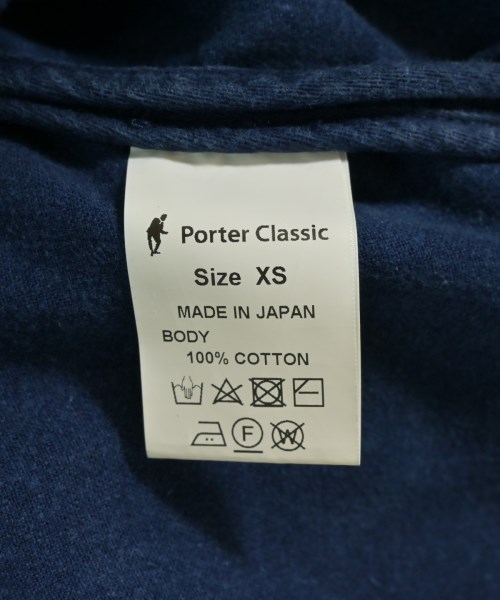 Porter Classic
Size XS
MADE IN JAPAN
BODY
100% COTTON
F
W